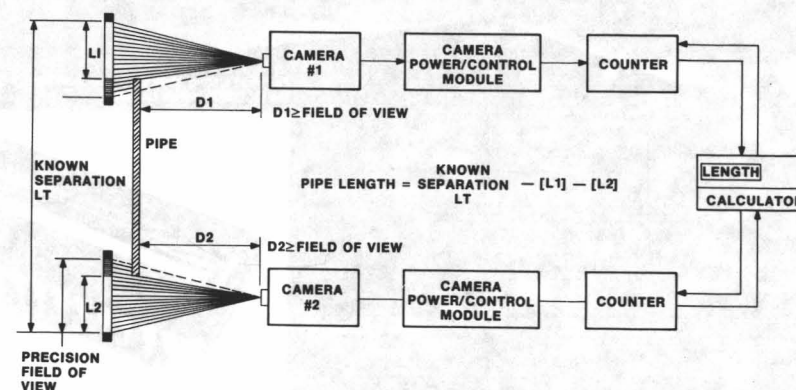 L1
CAMERA
#1
CAMERA
POWER/CONTROL
MODULE
COUNTER
D1
D1≥FIELD OF VIEW
PIPE
KNOWN
SEPARATION
LT
PIPE LENGTH = KNOWN SEPARATION LT — [L1] — [L2]
LENGTH
CALCULATOR
D2
D2≥FIELD OF VIEW
L2
CAMERA
#2
CAMERA
POWER/CONTROL
MODULE
COUNTER
PRECISION
FIELD OF
VIEW